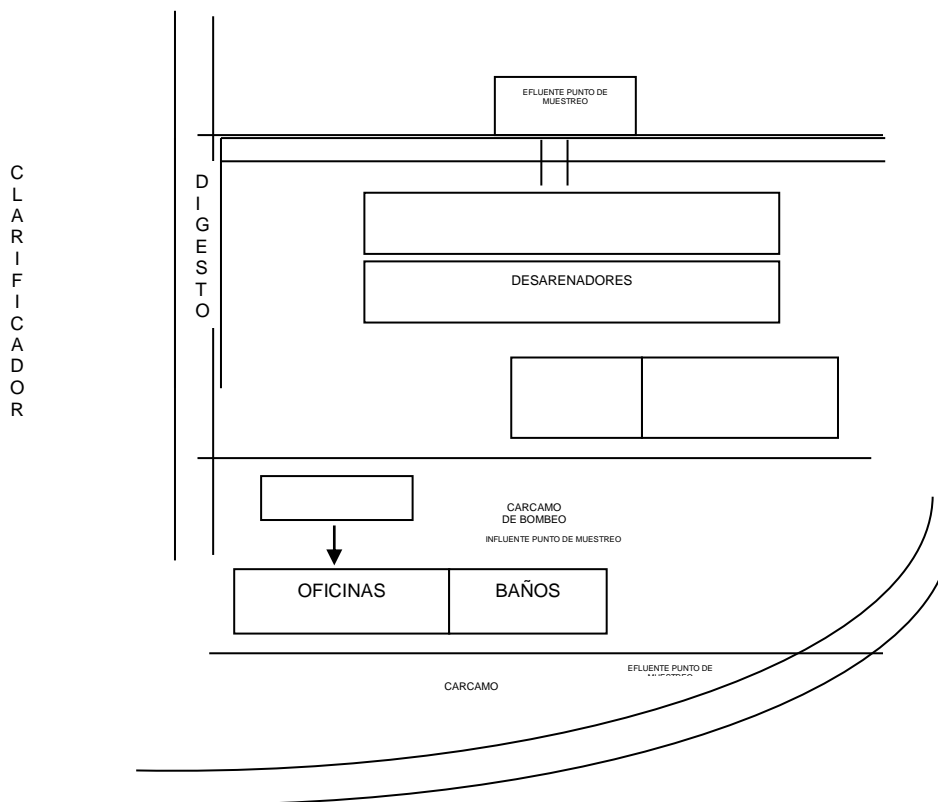 EFLUENTE PUNTO DE
MUESTREO
CLARIFICADOR
DIGESTO
DESARENADORES
CARCAMO
DE BOMBEO
INFLUENTE PUNTO DE MUESTREO
OFICINAS
BAÑOS
EFLUENTE PUNTO DE
MUESTREO
CARCAMO